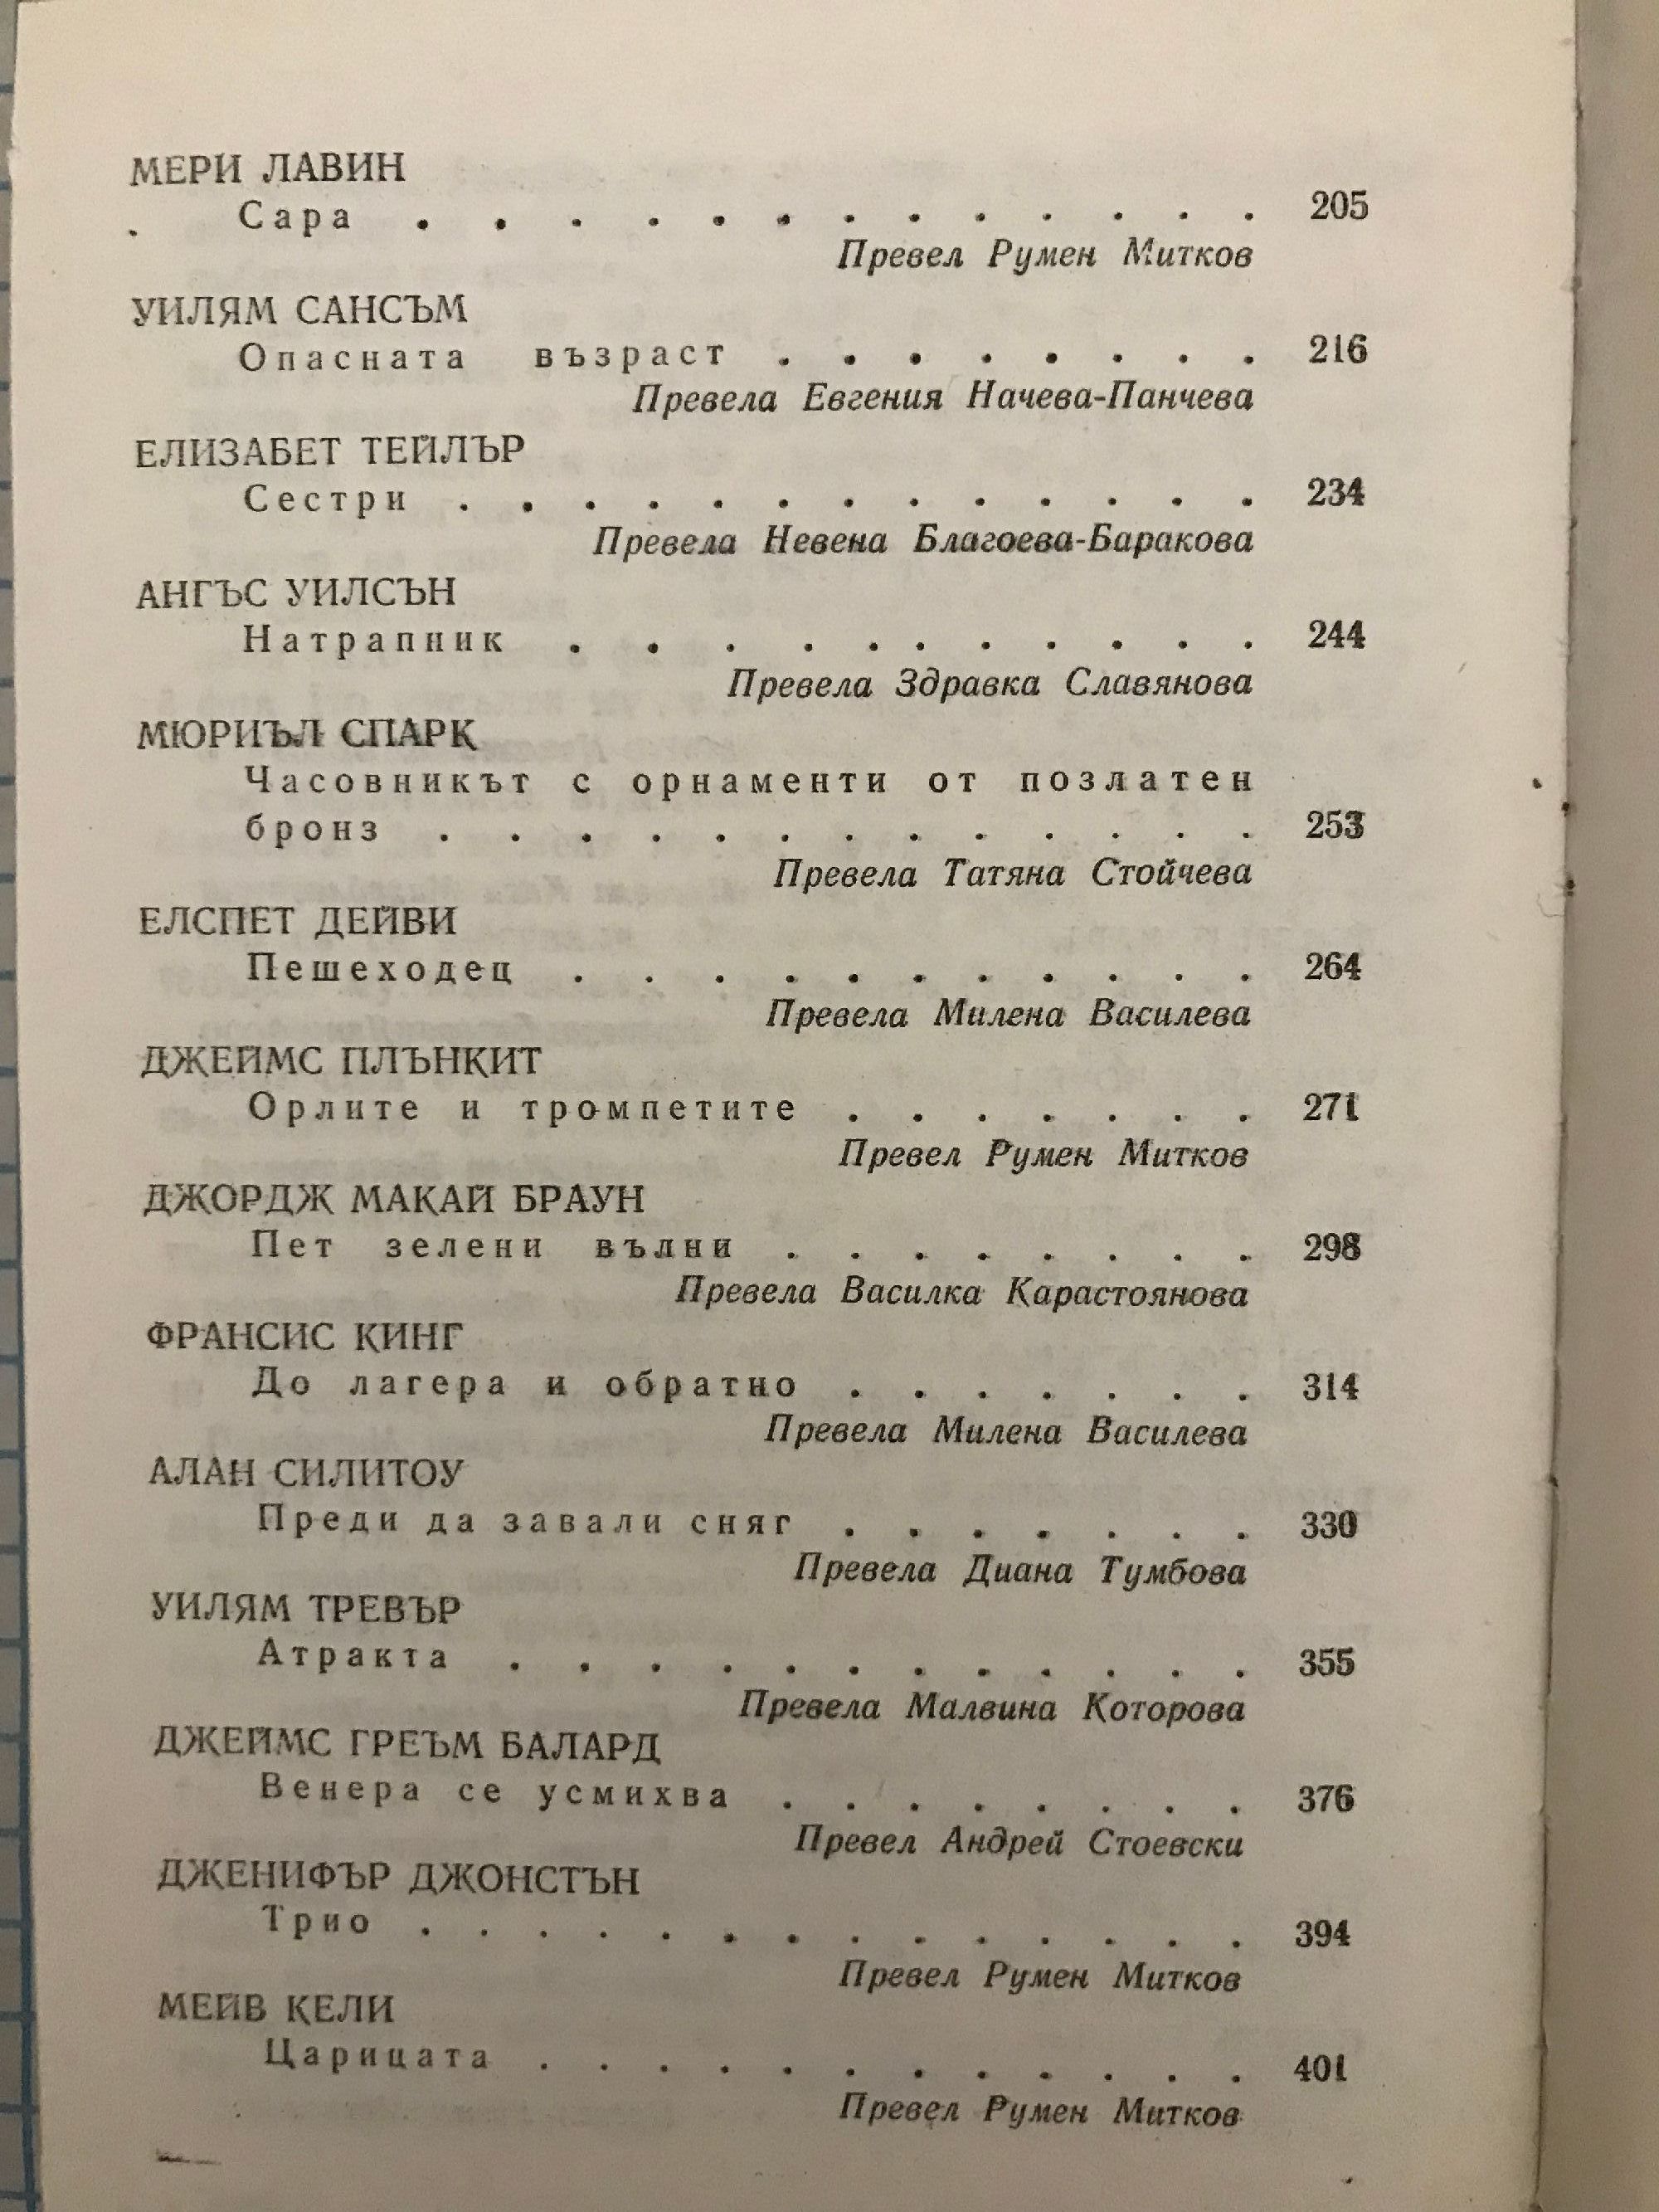 МЕРИ ЛАВИН
Сара . . . . . . . . . . . . . 205
Превел Румен Митков
УИЛЯМ САНСЪМ
Опасната възраст . . . . . . . . 216
Превела Евгения Начева-Панчева
ЕЛИЗАБЕТ ТЕЙЛЪР
Сестри . . . . . . . . . . . . . 234
Превела Невена Благоева-Баракова
АНГЪС УИЛСЪН
Натрапник . . . . . . . . . . . 244
Превела Здравка Славянова
МЮРИЪЛ СПАРК
Часовникът с орнаменти от позлатен
бронз . . . . . . . . . . . . . 253
Превела Татяна Стойчева
ЕЛСПЕТ ДЕЙВИ
Пешеходец . . . . . . . . . . . 264
Превела Милена Василева
ДЖЕЙМС ПЛЪНКИТ
Орлите и тромпетите . . . . . . . 271
Превел Румен Митков
ДЖОРДЖ МАКАЙ БРАУН
Пет зелени вълни . . . . . . . . 298
Превела Василка Карастоянова
ФРАНСИС КИНГ
До лагера и обратно . . . . . . . 314
Превела Милена Василева
АЛАН СИЛИТОУ
Преди да завали сняг . . . . . . . 330
Превела Диана Тумбова
УИЛЯМ ТРЕВЪР
Атракта . . . . . . . . . . . . 355
Превела Малвина Которова
ДЖЕЙМС ГРЕЪМ БАЛАРД
Венера се усмихва . . . . . . . . 376
Превел Андрей Стоевски
ДЖЕНИФЪР ДЖОНСТЪН
Трио . . . . . . . . . . . . . . 394
Превел Румен Митков
МЕЙВ КЕЛИ
Царицата . . . . . . . . . . . . 401
Превел Румен Митков